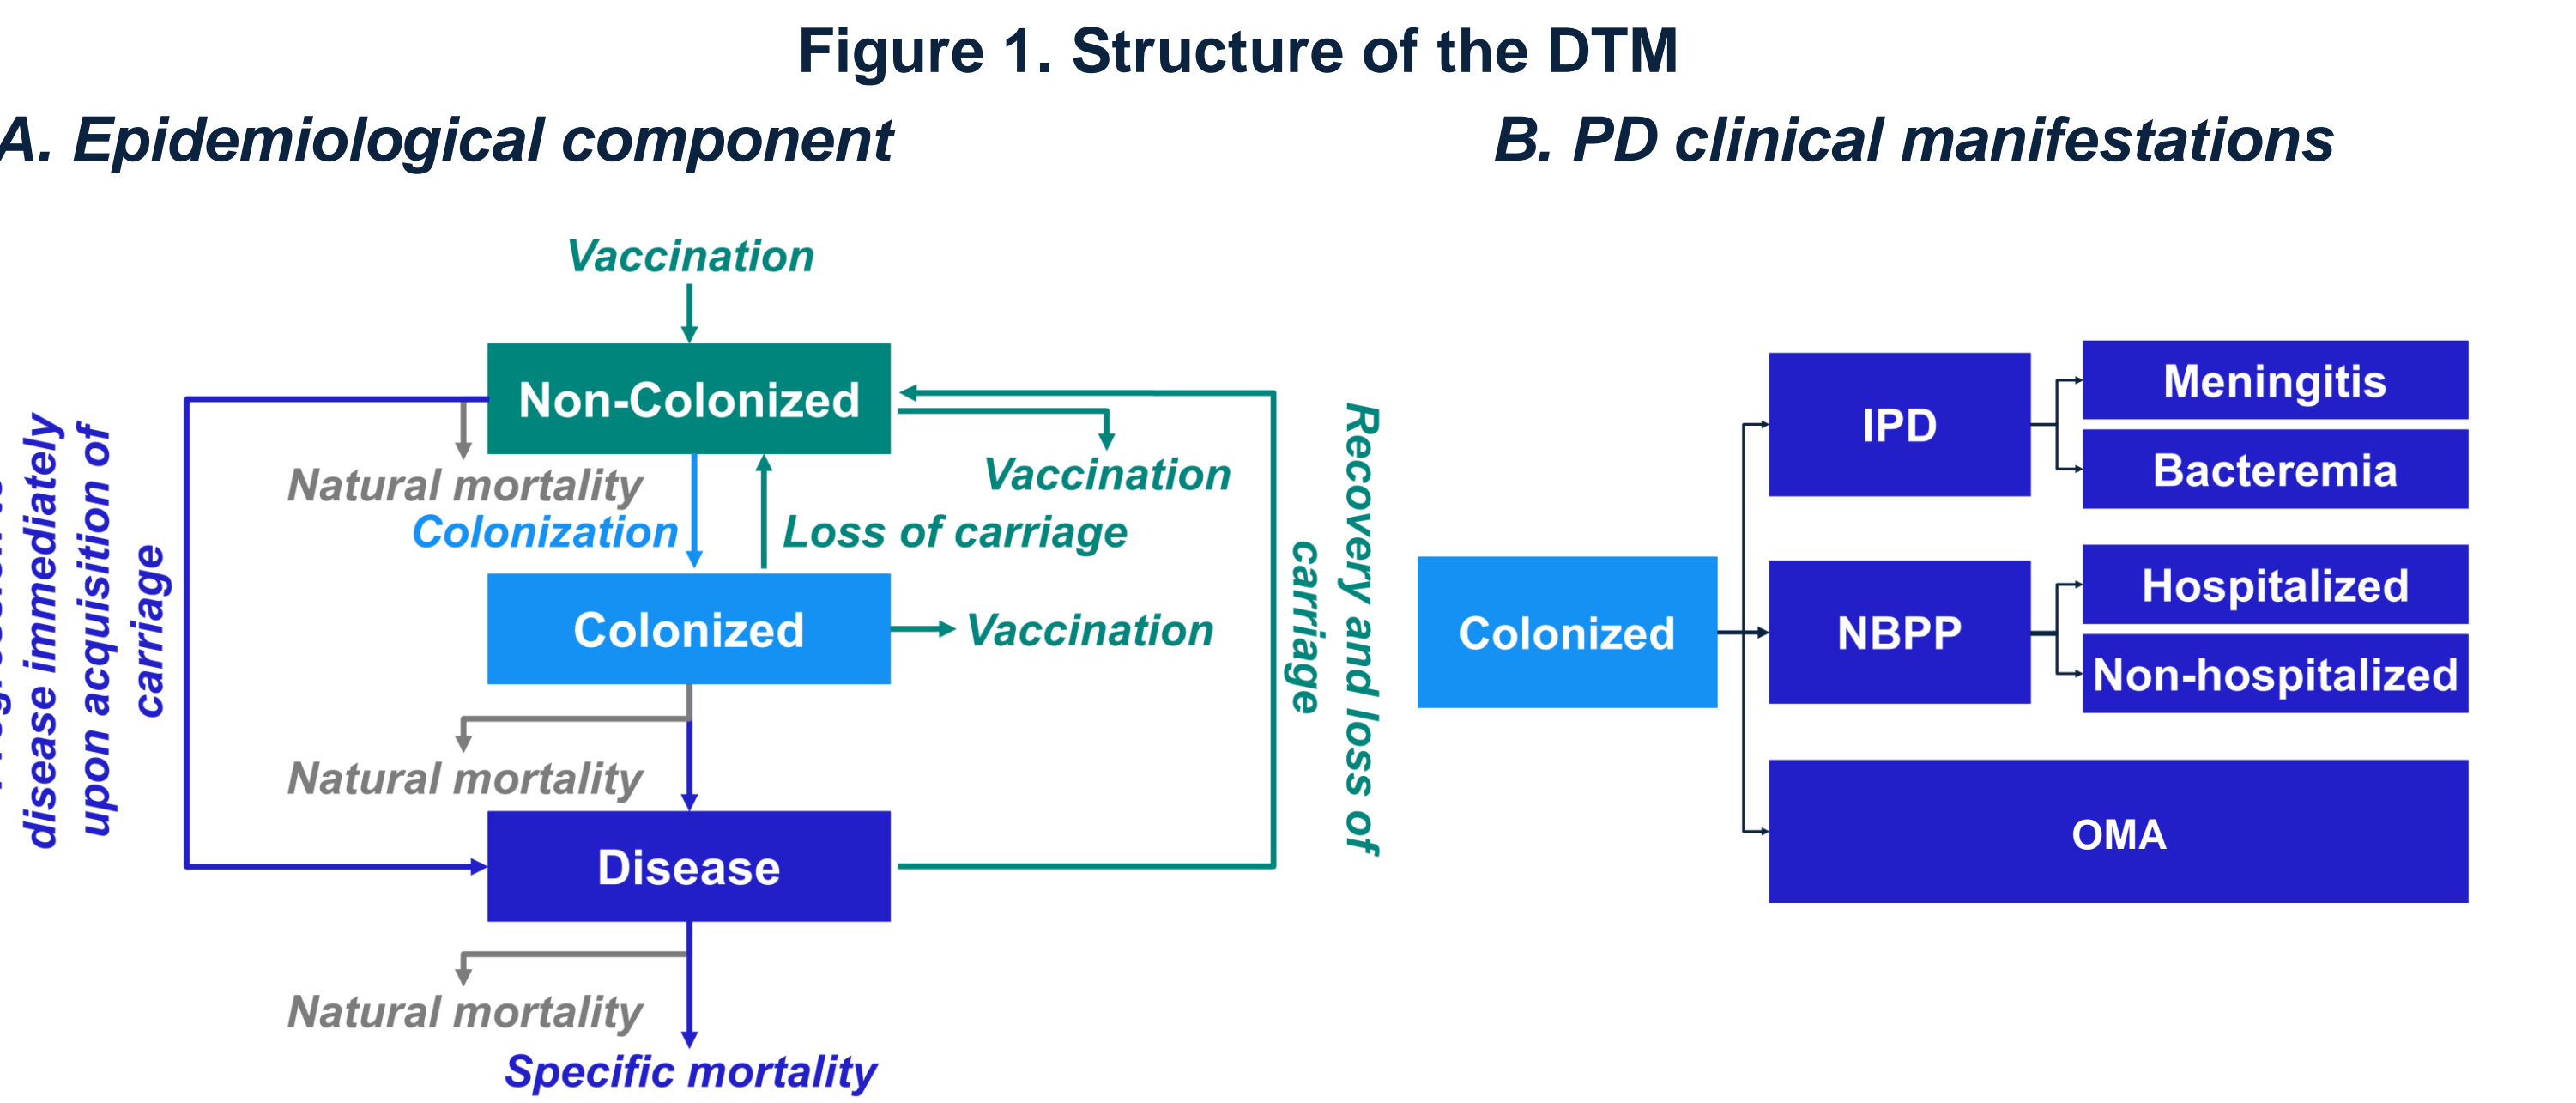 Figure 1. Structure of the DTM
A. Epidemiological component
Vaccination
Non-Colonized
Natural mortality
Vaccination
Colonization
Loss of carriage
Colonized
Vaccination
Natural mortality
Disease
Natural mortality
Specific mortality
disease immediately
upon acquisition of
carriage
Recovery and loss of
carriage
B. PD clinical manifestations
Colonized
IPD
Meningitis
Bacteremia
NBPP
Hospitalized
Non-hospitalized
OMA